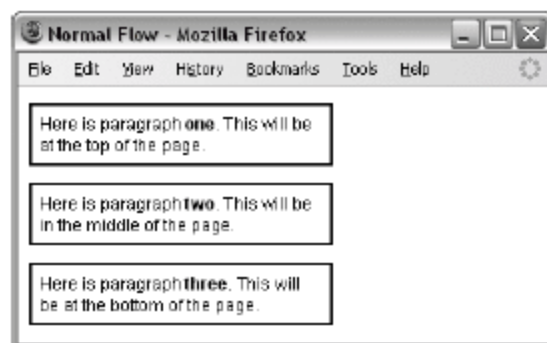 Normal Flow - Mozilla Firefox
File Edit View History Bookmarks Tools Help
Here is paragraph one. This will be
at the top of the page.
Here is paragraph two. This will be
in the middle of the page.
Here is paragraph three. This will
be at the bottom of the page.